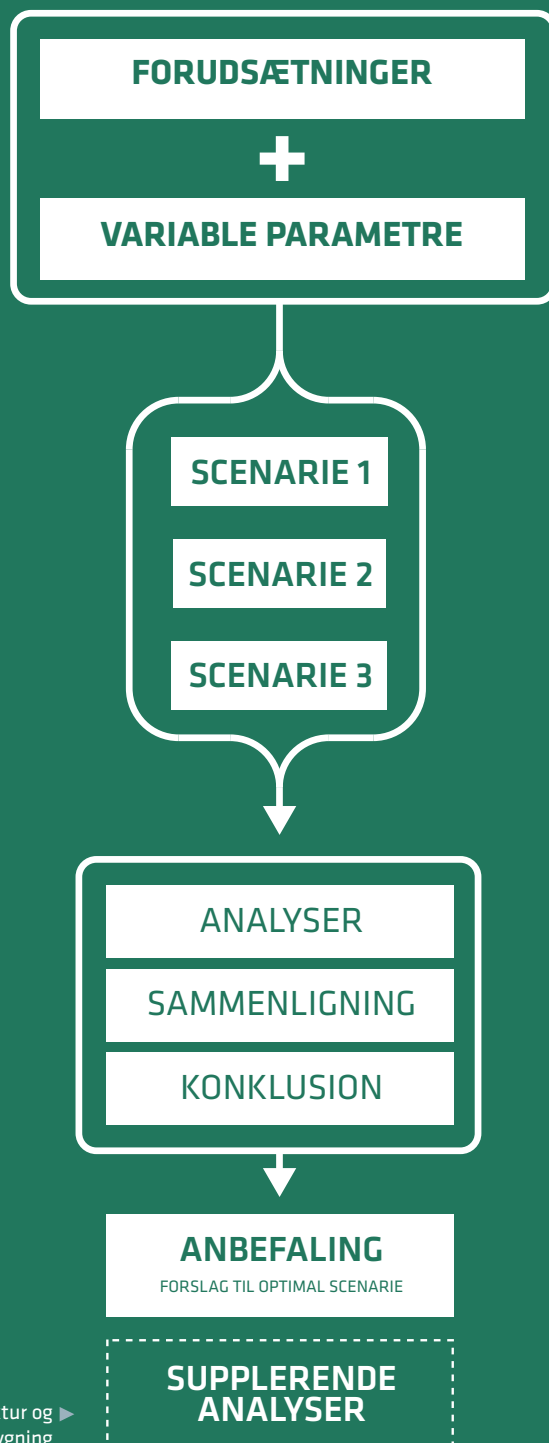 FORUDSÆTNINGER
+
VARIABLE PARAMETRE
SCENARIE 1
SCENARIE 2
SCENARIE 3
ANALYSER
SAMMENLIGNING
KONKLUSION
ANBEFALING
FORSLAG TIL OPTIMAL SCENARIE
SUPPLERENDE
ANALYSER
og